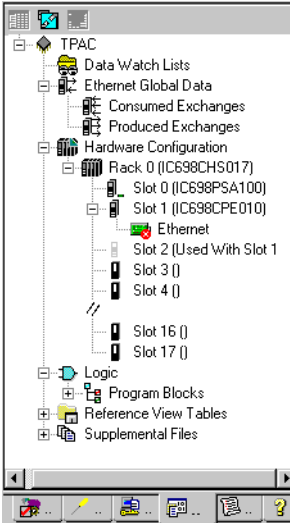 TPAC
Data Watch Lists
Ethernet Global Data
Consumed Exchanges
Produced Exchanges
Hardware Configuration
Rack 0 (IC698CHS017)
Slot 0 (IC698PSA100)
Slot 1 (IC698CPE010)
Ethernet
Slot 2 (Used With Slot 1
Slot 3 ()
Slot 4 ()
//
Slot 16 ()
Slot 17 ()
Logic
Program Blocks
Reference View Tables
Supplemental Files
.. .. .. .. ..